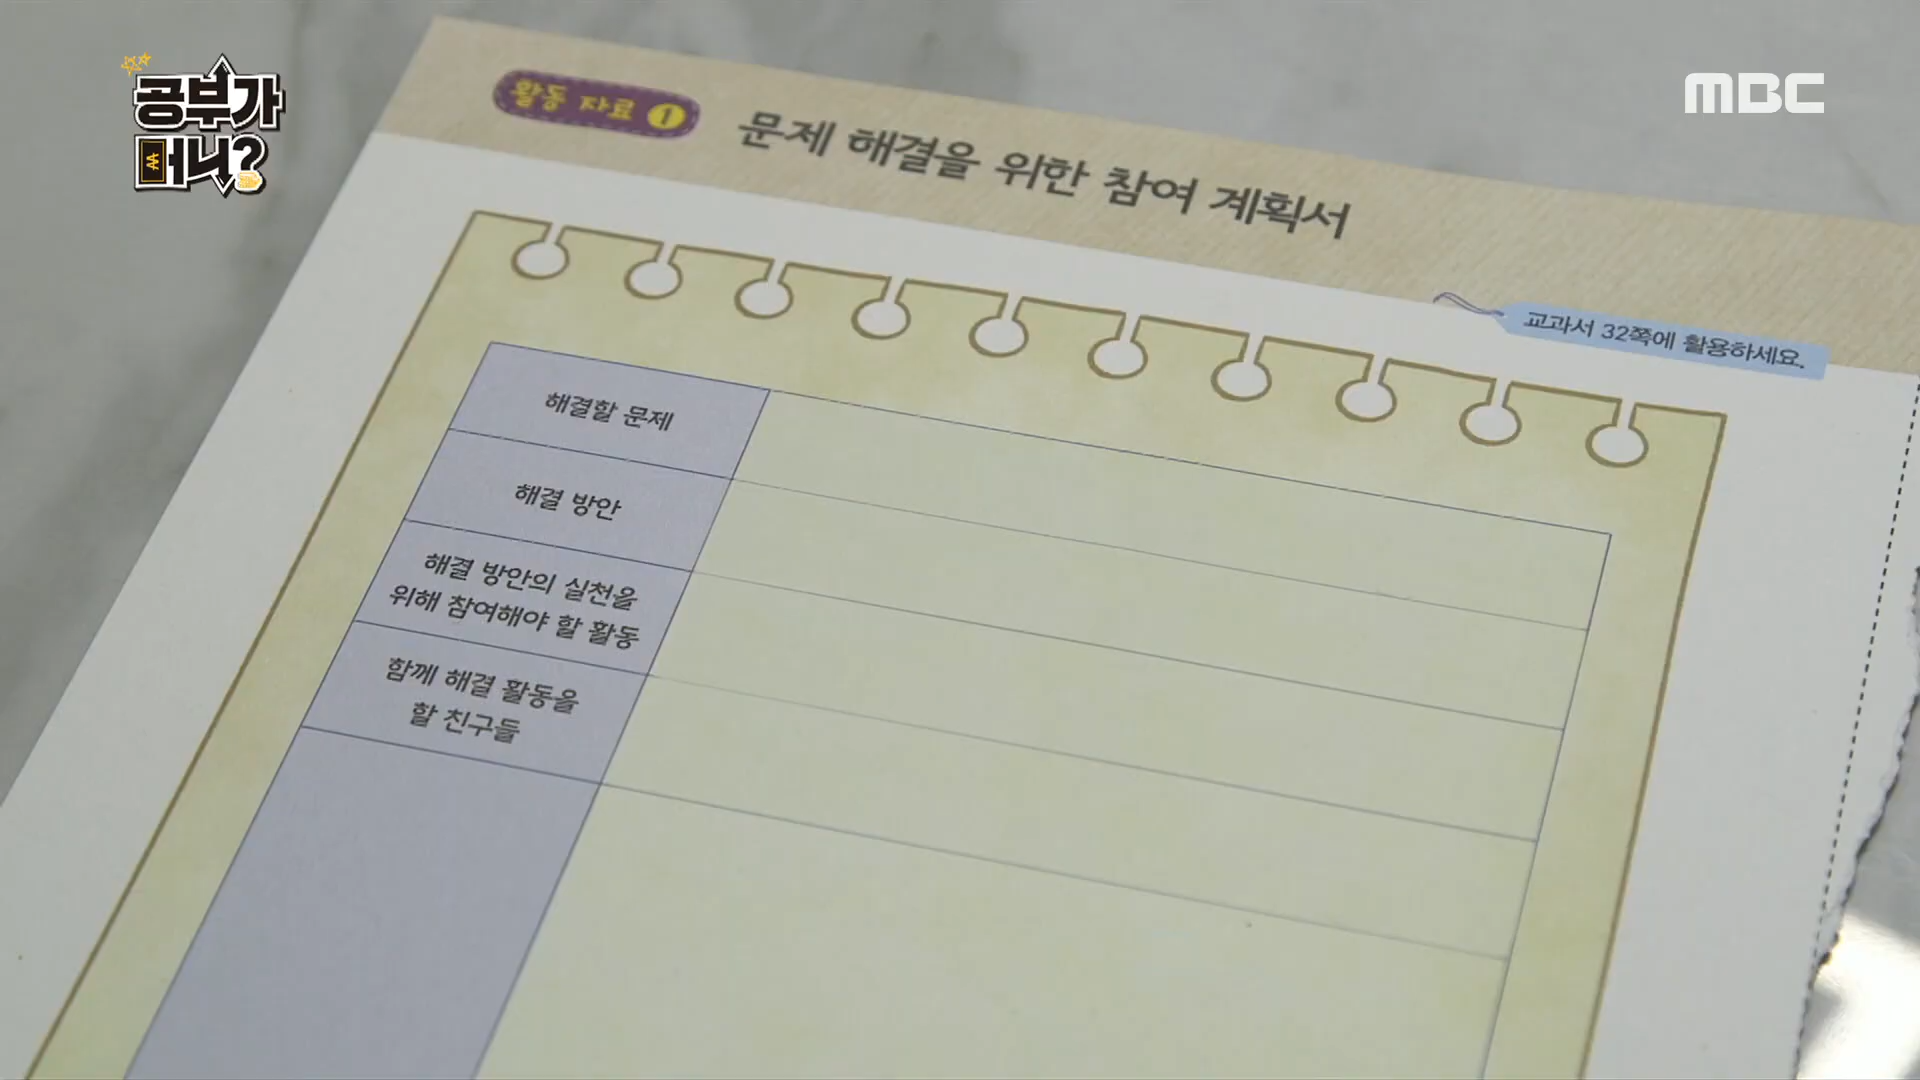 공부가
머니?
MBC
활동 자료 1
문제 해결을 위한 참여 계획서
교과서 32쪽에 활용하세요.
해결할 문제
해결 방안
해결 방안의 실천을
위해 참여해야 할 활동
함께 해결 활동을
할 친구들